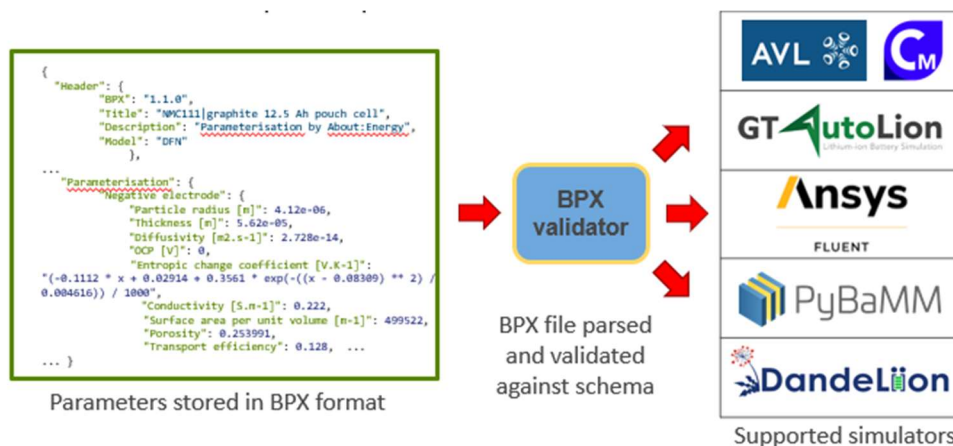 {
"Header": {
"BPX": "1.1.0",
"Title": "NMC111|graphite 12.5 Ah pouch cell",
"Description": "Parameterisation by About:Energy",
"Model": "DFN"
},
...
"Parameterisation": {
"Negative electrode": {
"Particle radius [m]": 4.12e-06,
"Thickness [m]": 5.62e-05,
"Diffusivity [m2.s-1]": 2.728e-14,
"OCP [V]": 0,
"Entropic change coefficient [V.K-1]":
"(-0.1112 * x + 0.02914 + 0.3561 * exp(-((x - 0.08309) ** 2) /
0.004616)) / 1000",
"Conductivity [S.m-1]": 0.222,
"Surface area per unit volume [m-1]": 499522,
"Porosity": 0.253991,
"Transport efficiency": 0.128, ...
... }
Parameters stored in BPX format
BPX
validator
BPX file parsed
and validated
against schema
AVL
CM
GT AutoLion
Lithium-ion Battery Simulation
Ansys
FLUENT
PyBaMM
DandeLiion
Supported simulators